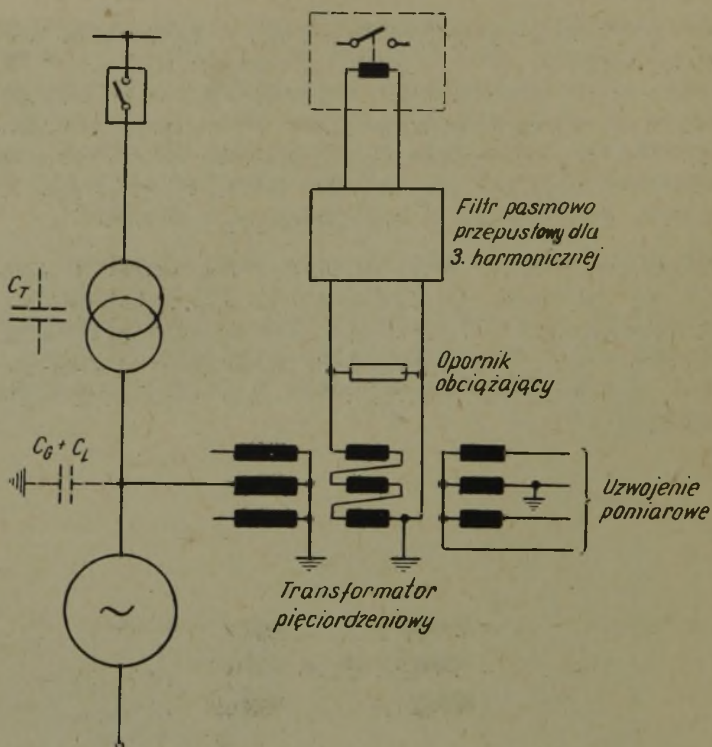 Filtr pasmowo
przepustowy dla
3. harmonicznej
C_T
Opornik
obciążający
C_G + C_L
Uzwojenie
pomiarowe
~
Transformator
pięciordzeniowy